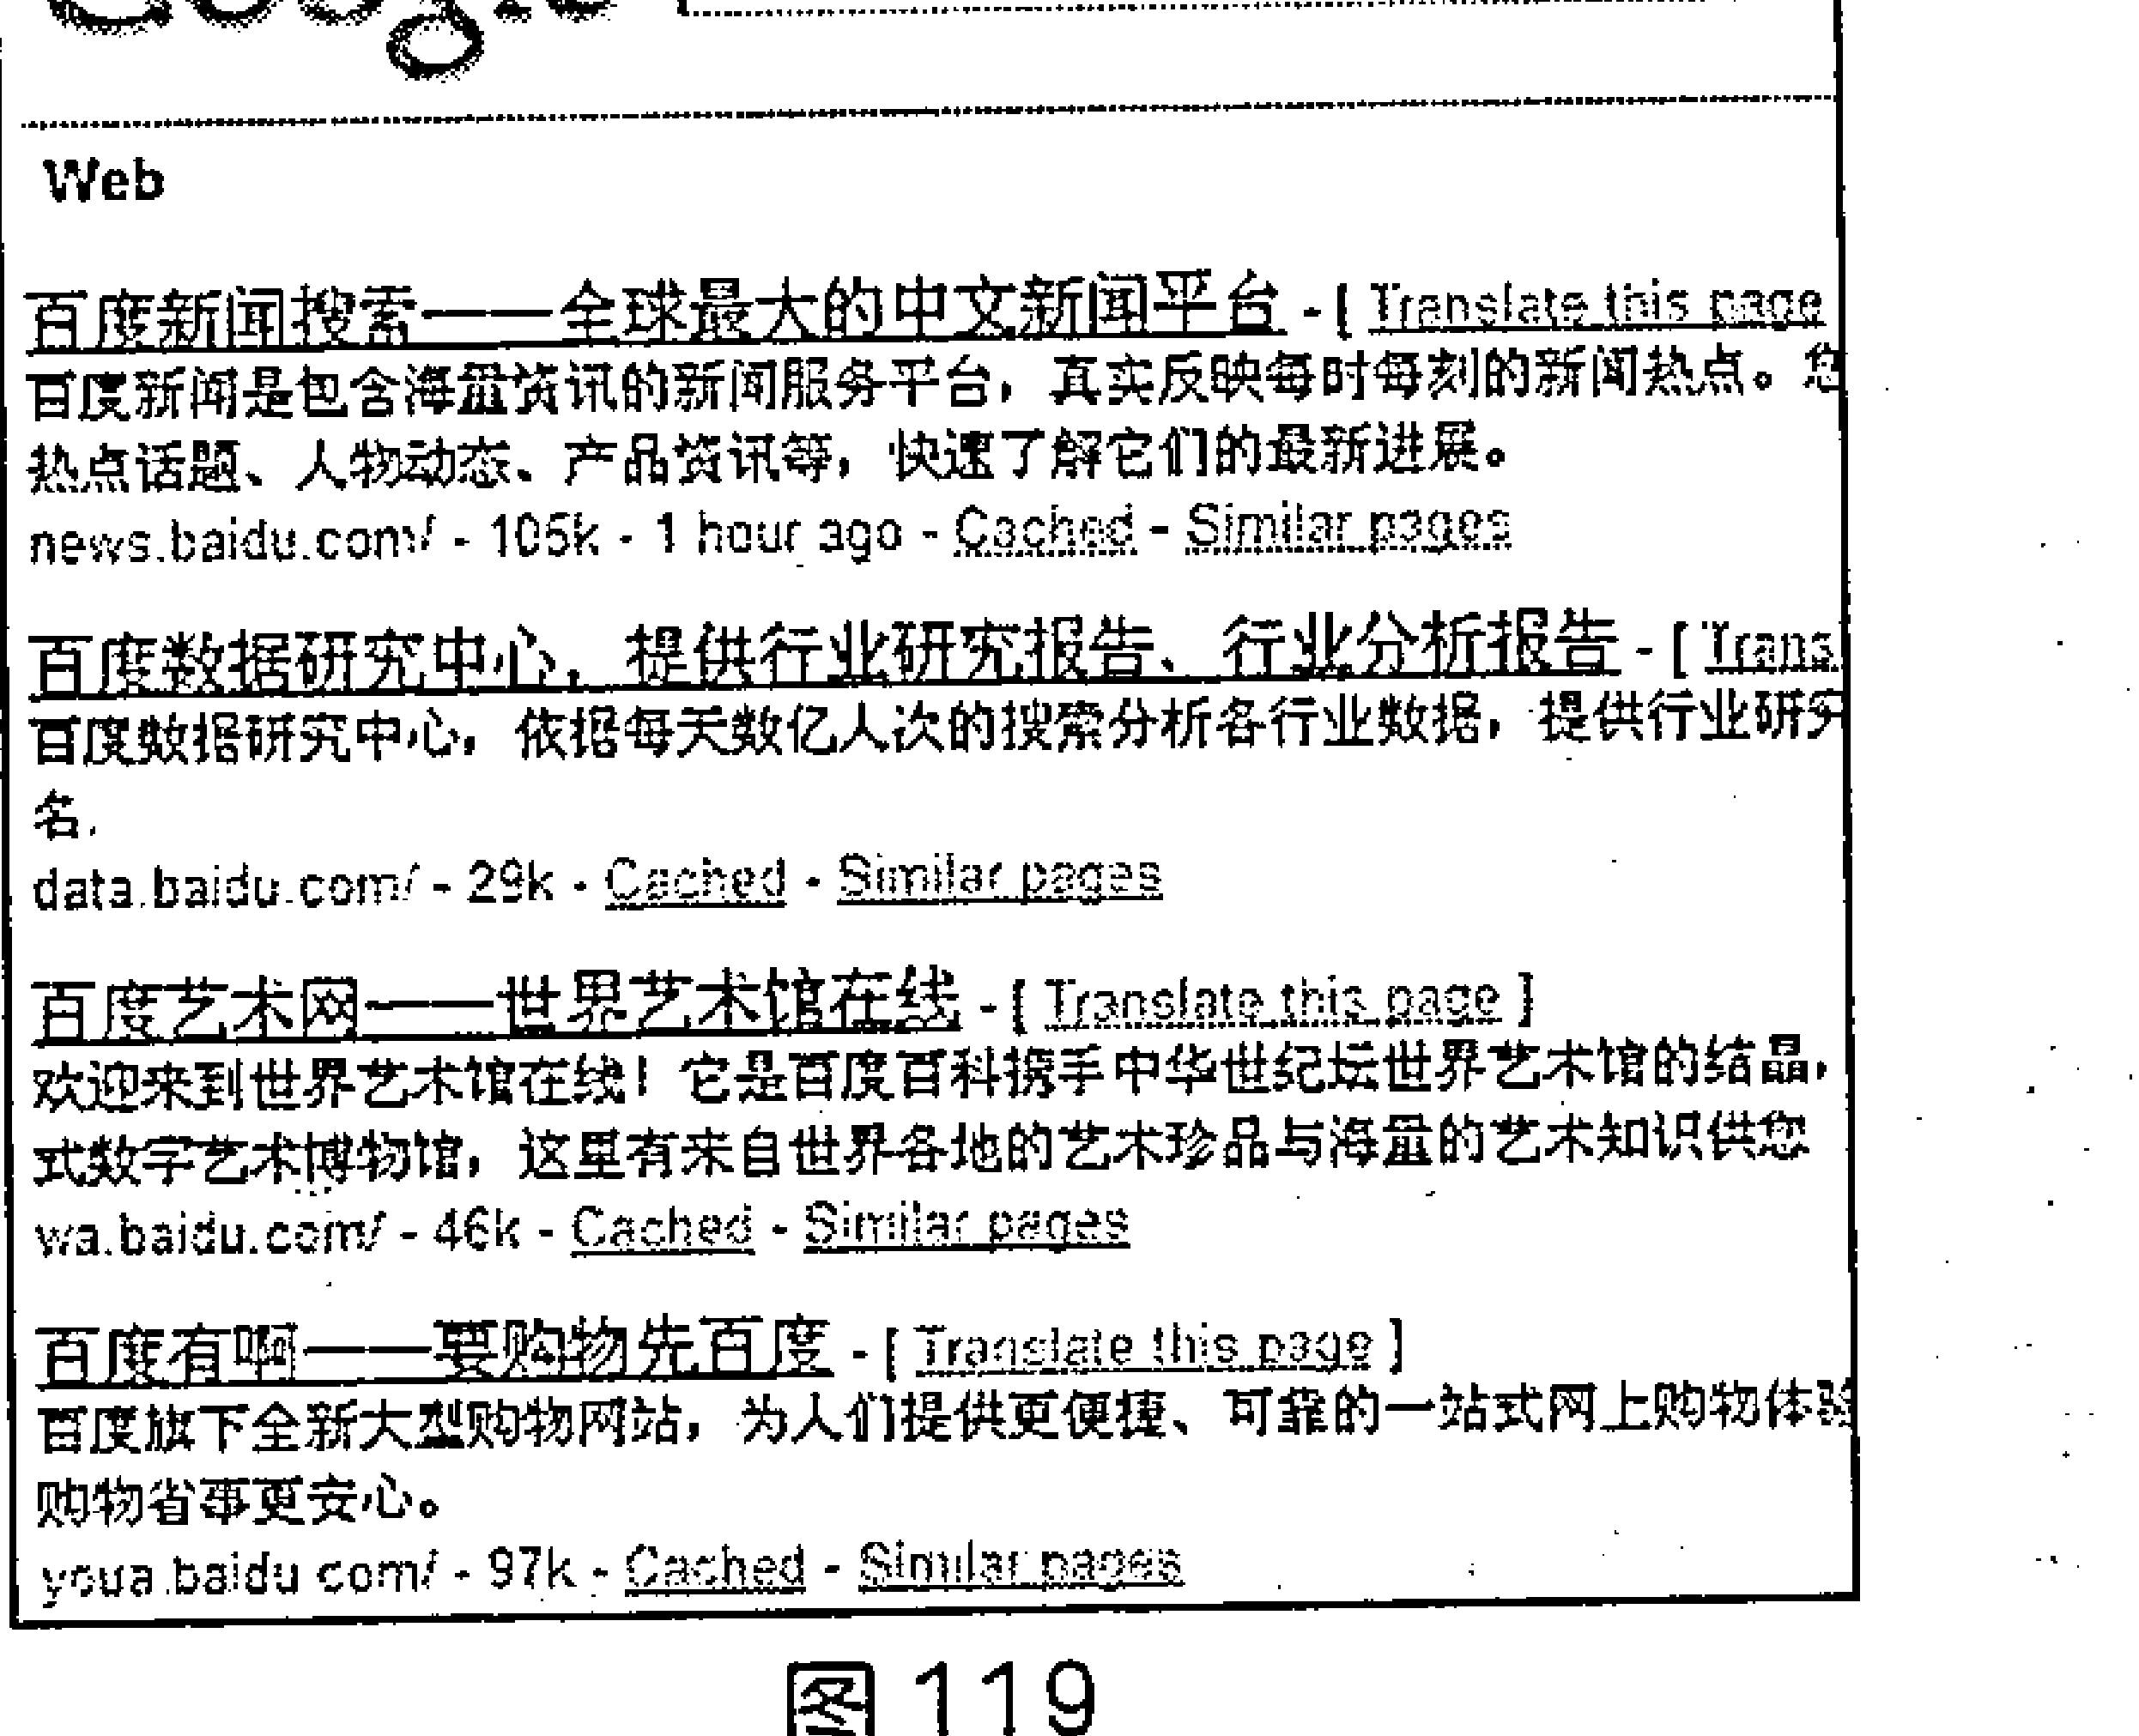 Google
Web
百度新闻搜索——全球最大的中文新闻平台 - [ Translate this page
百度新闻是包含海量资讯的新闻服务平台，真实反映每时每刻的新闻热点。您
热点话题、人物动态、产品资讯等，快速了解它们的最新进展。
news.baidu.com/ - 105k - 1 hour ago - Cached - Similar pages
百度数据研究中心，提供行业研究报告、行业分析报告 - [ Transl
百度数据研究中心，依据每天数亿人次的搜索分析各行业数据，提供行业研究
名.
data.baidu.com/ - 29k - Cached - Similar pages
百度艺术网——世界艺术馆在线 - [ Translate this page ]
欢迎来到世界艺术馆在线！它是百度百科携手中华世纪坛世界艺术馆的结晶，
式数字艺术博物馆，这里有来自世界各地的艺术珍品与海量的艺术知识供您
wa.baidu.com/ - 46k - Cached - Similar pages
百度有啊——要购物先百度 - [ Translate this page ]
百度旗下全新大型购物网站，为人们提供更便捷、可靠的一站式网上购物体验
购物省事更安心。
youa.baidu.com/ - 97k - Cached - Similar pages
图 119